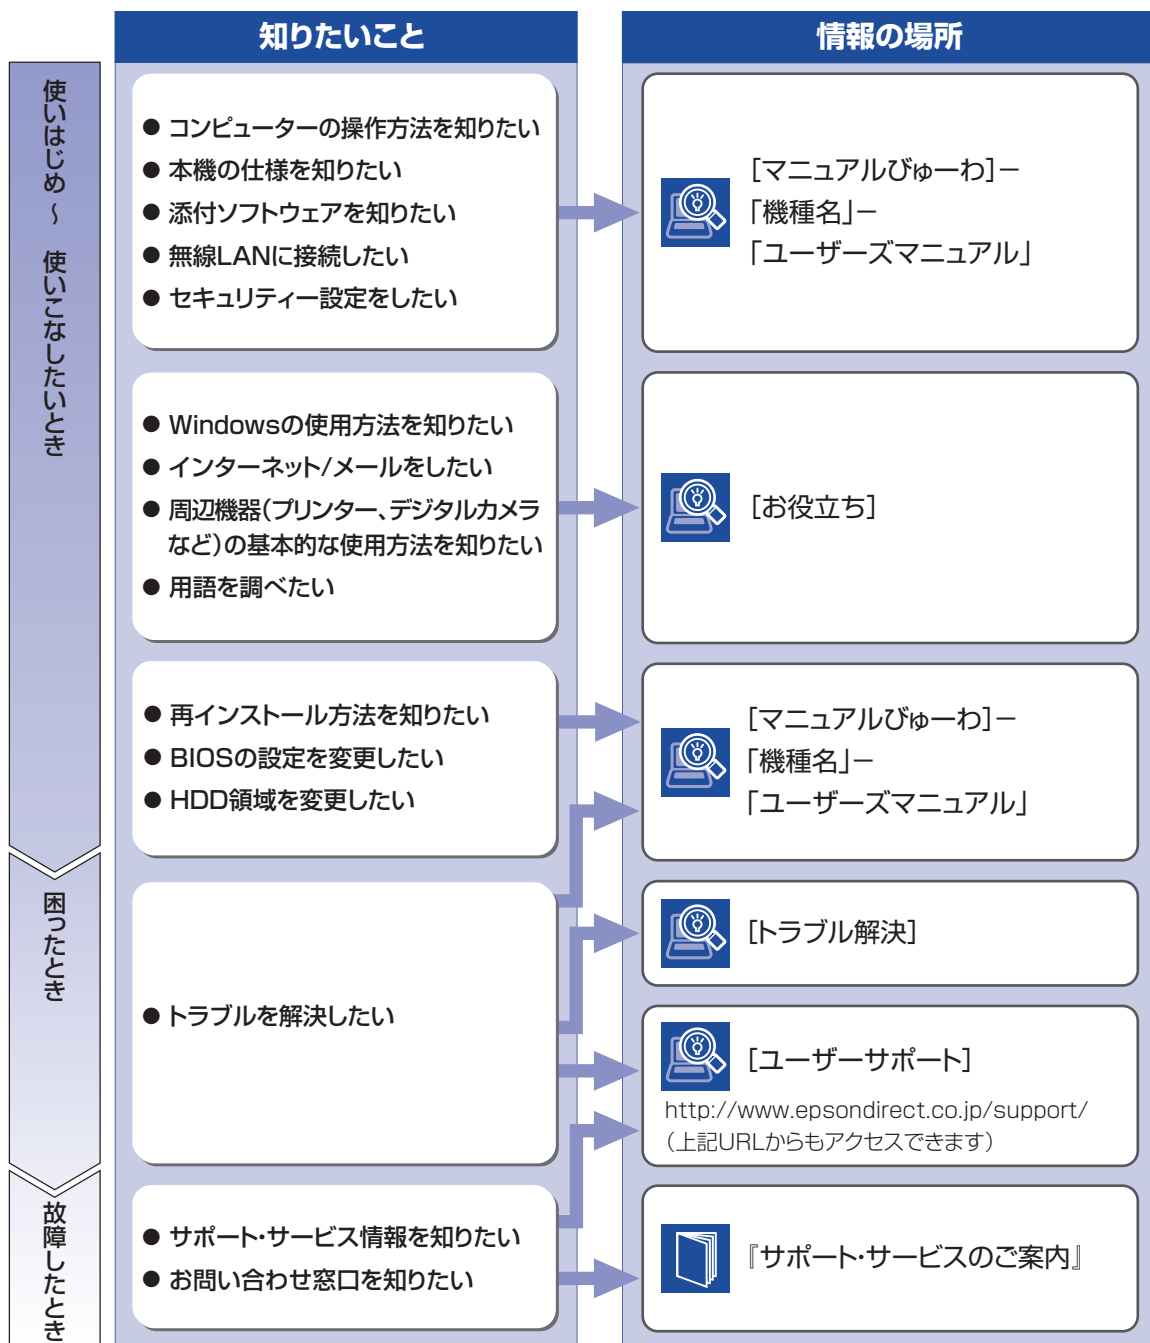 知りたいこと
情報の場所
使いはじめ ～ 使いこなしたいとき
● コンピューターの操作方法を知りたい
● 本機の仕様を知りたい
● 添付ソフトウェアを知りたい
● 無線LANに接続したい
● セキュリティー設定をしたい
[マニュアルびゅーわ]－
「機種名」－
「ユーザーズマニュアル」
● Windowsの使用方法を知りたい
● インターネット/メールをしたい
● 周辺機器(プリンター、デジタルカメラ
など)の基本的な使用方法を知りたい
● 用語を調べたい
[お役立ち]
● 再インストール方法を知りたい
● BIOSの設定を変更したい
● HDD領域を変更したい
[マニュアルびゅーわ]－
「機種名」－
「ユーザーズマニュアル」
困ったとき
● トラブルを解決したい
[トラブル解決]
[ユーザーサポート]
http://www.epsondirect.co.jp/support/
(上記URLからもアクセスできます)
故障したとき
● サポート・サービス情報を知りたい
● お問い合わせ窓口を知りたい
『サポート・サービスのご案内』